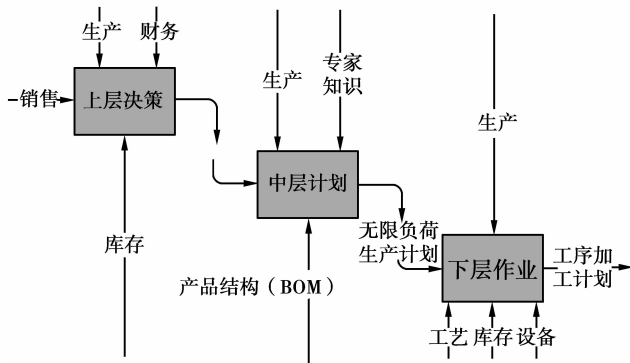 生产
财务
销售
上层决策
库存
生产
专家
知识
中层计划
产品结构（BOM）
无限负荷
生产计划
生产
下层作业
工序加
工计划
工艺
库存
设备